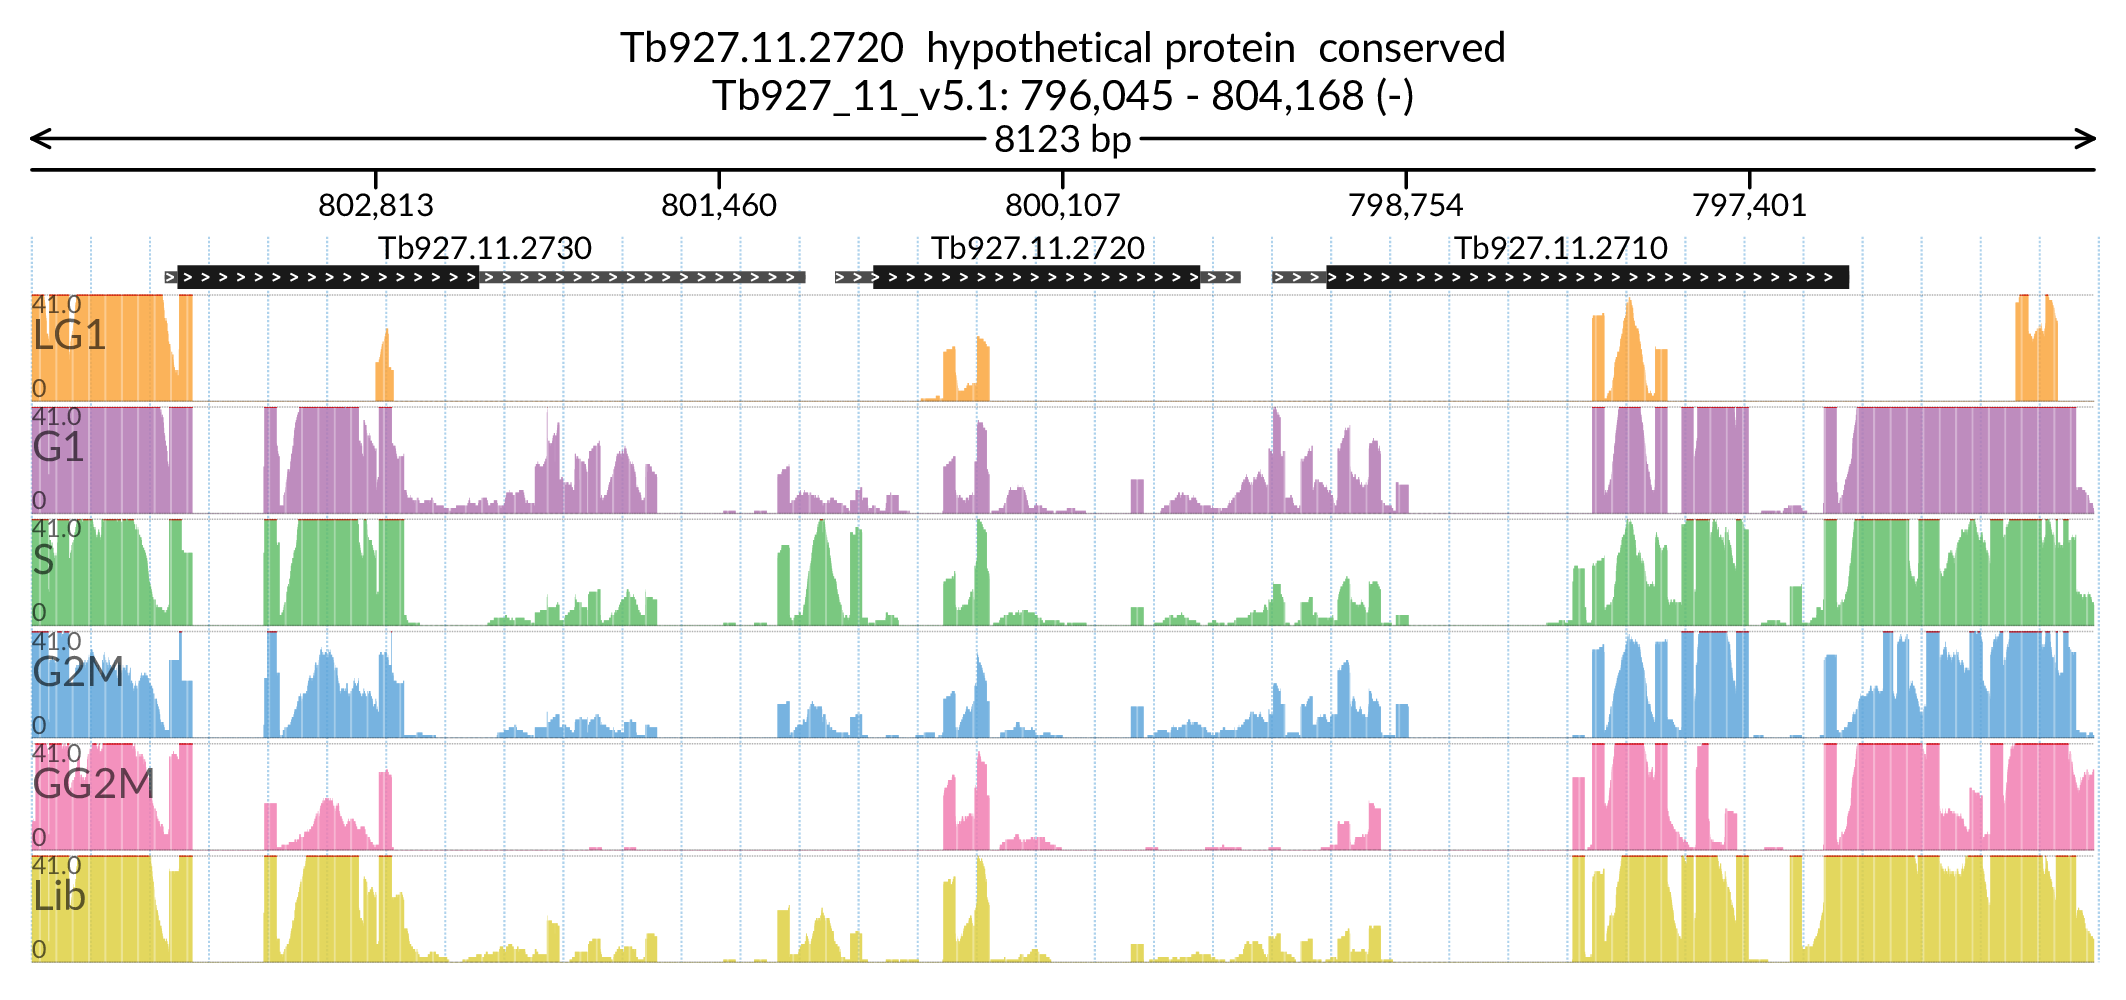 Tb927.11.2720 hypothetical protein conserved
Tb927_11_v5.1: 796,045 - 804,168 (-)
8123 bp
802,813 801,460 800,107 798,754 797,401
Tb927.11.2730 Tb927.11.2720 Tb927.11.2710
41.0
LG1
0
41.0
G1
0
41.0
S
0
41.0
G2M
0
41.0
GG2M
0
41.0
Lib
0